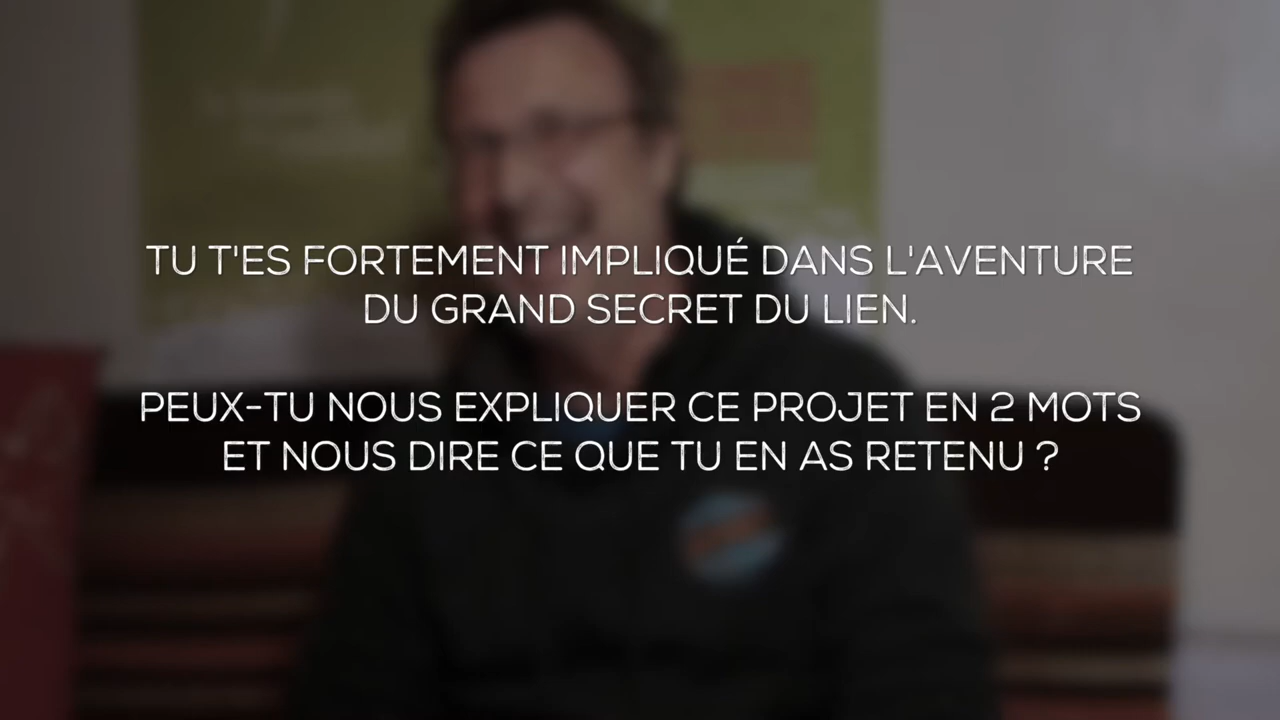 TU T'ES FORTEMENT IMPLIQUÉ DANS L'AVENTURE
DU GRAND SECRET DU LIEN.
PEUX-TU NOUS EXPLIQUER CE PROJET EN 2 MOTS
ET NOUS DIRE CE QUE TU EN AS RETENU ?